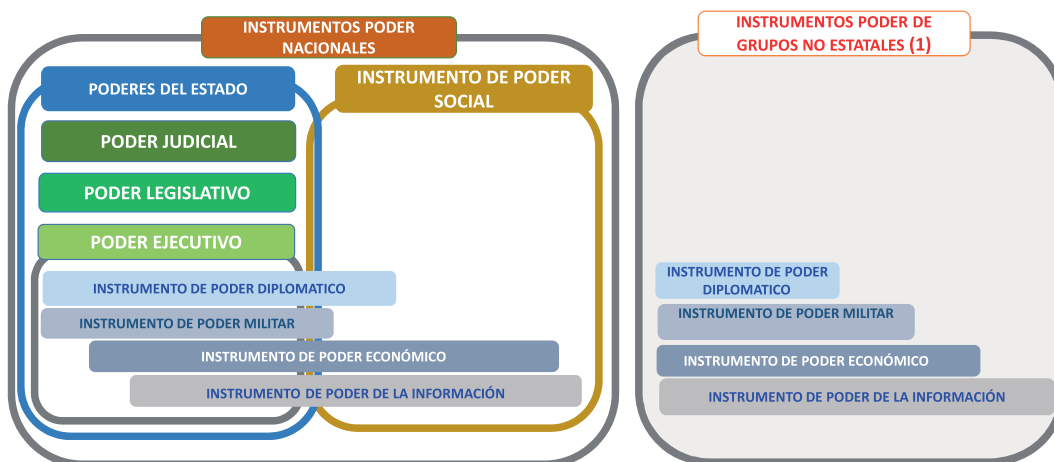 INSTRUMENTOS PODER
NACIONALES
PODERES DEL ESTADO
INSTRUMENTO DE PODER
SOCIAL
PODER JUDICIAL
PODER LEGISLATIVO
PODER EJECUTIVO
INSTRUMENTO DE PODER DIPLOMATICO
INSTRUMENTO DE PODER MILITAR
INSTRUMENTO DE PODER ECONÓMICO
INSTRUMENTO DE PODER DE LA INFORMACIÓN
INSTRUMENTOS PODER DE
GRUPOS NO ESTATALES (1)
INSTRUMENTO DE PODER
DIPLOMATICO
INSTRUMENTO DE PODER MILITAR
INSTRUMENTO DE PODER ECONÓMICO
INSTRUMENTO DE PODER DE LA INFORMACIÓN